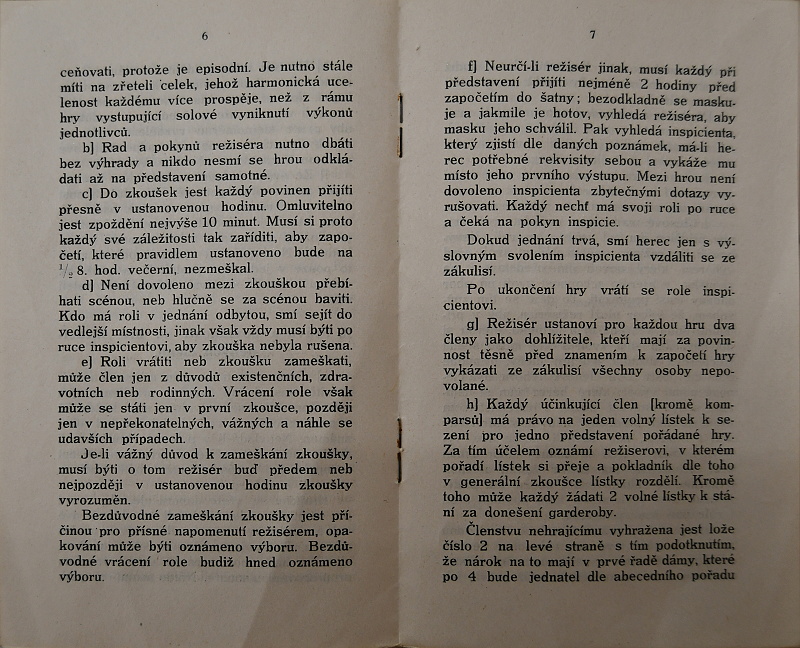 6
ceňovati, protože je episodní. Je nutno stále
míti na zřeteli celek, jehož harmonická uce-
lenost každému více prospěje, než z rámu
hry vystupující solové vyniknutí výkonů
jednotlivců.
b] Rad a pokynů režiséra nutno dbáti
bez výhrady a nikdo nesmí se hrou odklá-
dati až na představení samotné.
c] Do zkoušek jest každý povinen přijíti
přesně v ustanovenou hodinu. Omluvitelno
jest zpoždění nejvýše 10 minut. Musí si proto
každý své záležitosti tak zaříditi, aby zapo-
četí, které pravidlem ustanoveno bude na
½ 8. hod. večerní, nezmeškal.
d] Není dovoleno mezi zkouškou přebí-
hati scénou, neb hlučně se za scénou baviti.
Kdo má roli v jednání odbytou, smí sejít do
vedlejší místnosti, jinak však vždy musí býti po
ruce inspicientovi, aby zkouška nebyla rušena.
e] Roli vrátiti neb zkoušku zameškati,
může člen jen z důvodů existenčních, zdra-
votních neb rodinných. Vrácení role však
může se státi jen v první zkoušce, později
jen v nepřekonatelných, vážných a náhle se
udavších případech.
Je-li vážný důvod k zameškání zkoušky,
musí býti o tom režisér buď předem neb
nejpozději v ustanovenou hodinu zkoušky
vyrozuměn.
Bezdůvodné zameškání zkoušky jest pří-
činou pro přísné napomenutí režisérem, opa-
kování může býti oznámeno výboru. Bezdů-
vodné vrácení role budiž hned oznámeno
výboru.
7
f] Neurčí-li režisér jinak, musí každý při
představení přijíti nejméně 2 hodiny před
započetím do šatny; bezodkladně se masku-
je a jakmile je hotov, vyhledá režiséra, aby
masku jeho schválil. Pak vyhledá inspicienta,
který zjistí dle daných poznámek, má-li he-
rec potřebné rekvisity sebou a vykáže mu
místo jeho prvního výstupu. Mezi hrou není
dovoleno inspicienta zbytečnými dotazy vy-
rušovati. Každý nechť má svoji roli po ruce
a čeká na pokyn inspicie.
Dokud jednání trvá, smí herec jen s vý-
slovným svolením inspicienta vzdáliti se ze
zákulisí.
Po ukončení hry vrátí se role inspi-
cientovi.
g] Režisér ustanoví pro každou hru dva
členy jako dohlížitele, kteří mají za povin-
nost těsně před znamením k započetí hry
vykázati ze zákulisí všechny osoby nepo-
volané.
h] Každý účinkující člen [kromě kom-
parsů] má právo na jeden volný lístek k se-
zení pro jedno představení pořádané hry.
Za tím účelem oznámí režiserovi, v kterém
pořadí lístek si přeje a pokladník dle toho
v generální zkoušce lístky rozdělí. Kromě
toho může každý žádati 2 volné lístky k stá-
ní za donešení garderoby.
Členstvu nehrajícímu vyhražena jest lože
číslo 2 na levé straně s tím podotknutím,
že nárok na to mají v prvé řadě dámy, které
po 4 bude jednatel dle abecedního pořadu